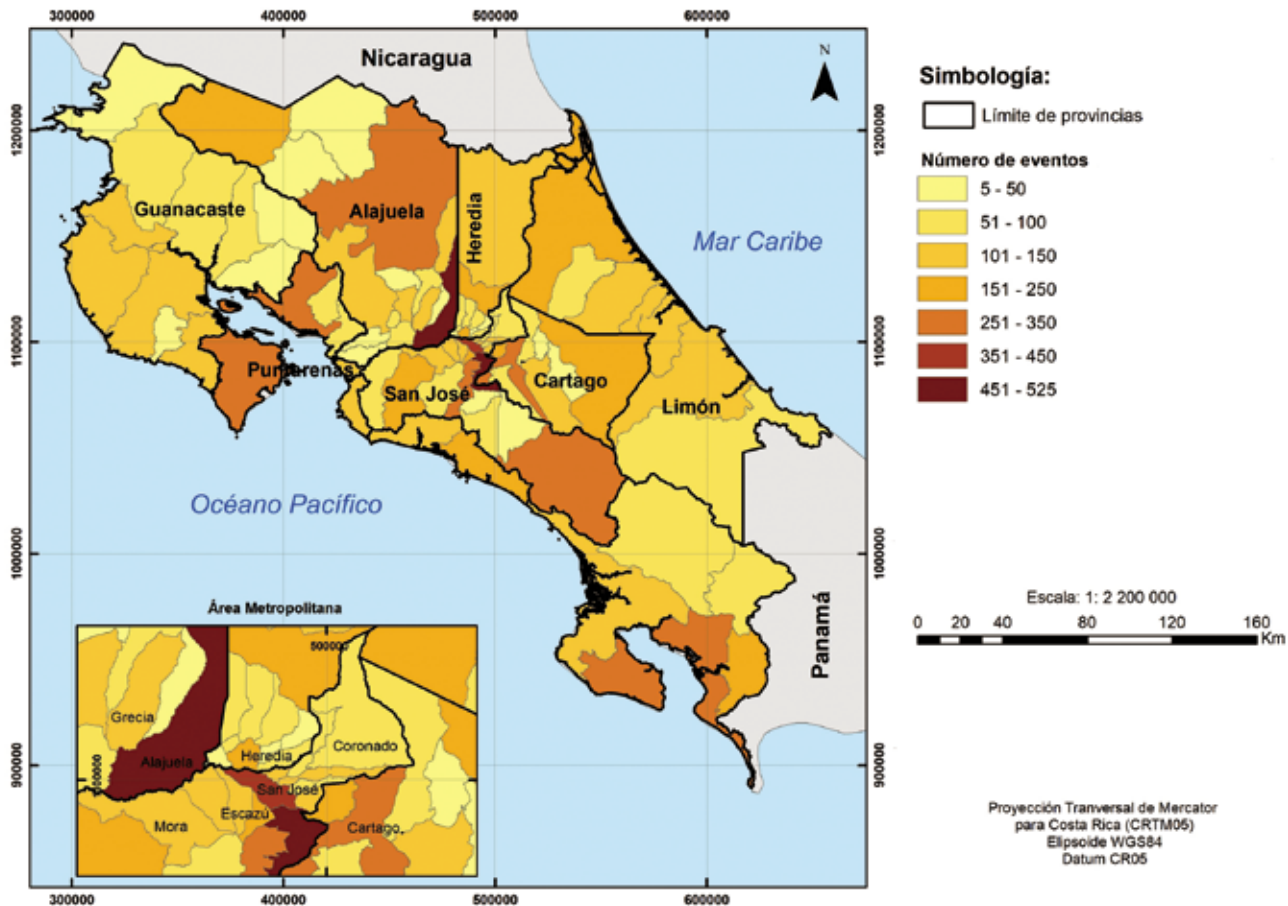 300000 400000 500000 600000
Nicaragua
N
1200000
1200000
Guanacaste
Alajuela
Heredia
Mar Caribe
1100000
1100000
Puntarenas
San José
Cartago
Limón
Océano Pacífico
1000000
1000000
Panamá
900000
900000
Área Metropolitana
500000
Grecia
Alajuela
Heredia
Coronado
San José
Mora
Escazú
Cartago
300000 400000 500000 600000
Simbología:
Límite de provincias
Número de eventos
5 - 50
51 - 100
101 - 150
151 - 250
251 - 350
351 - 450
451 - 525
Escala: 1: 2 200 000
0 20 40 80 120 160
Km
Proyección Tranversal de Mercator
para Costa Rica (CRTM05)
Elipsoide WGS84
Datum CR05